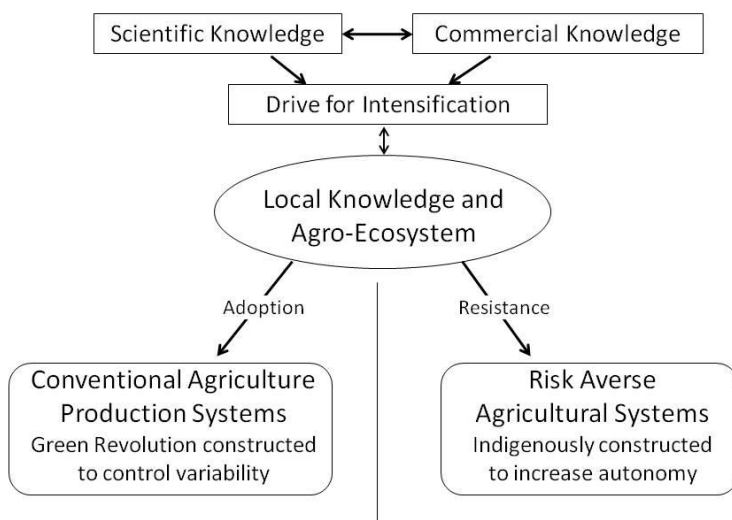 Scientific Knowledge
Commercial Knowledge
Drive for Intensification
Local Knowledge and
Agro-Ecosystem
Adoption
Resistance
Conventional Agriculture
Production Systems
Green Revolution constructed
to control variability
Risk Averse
Agricultural Systems
Indigenously constructed
to increase autonomy